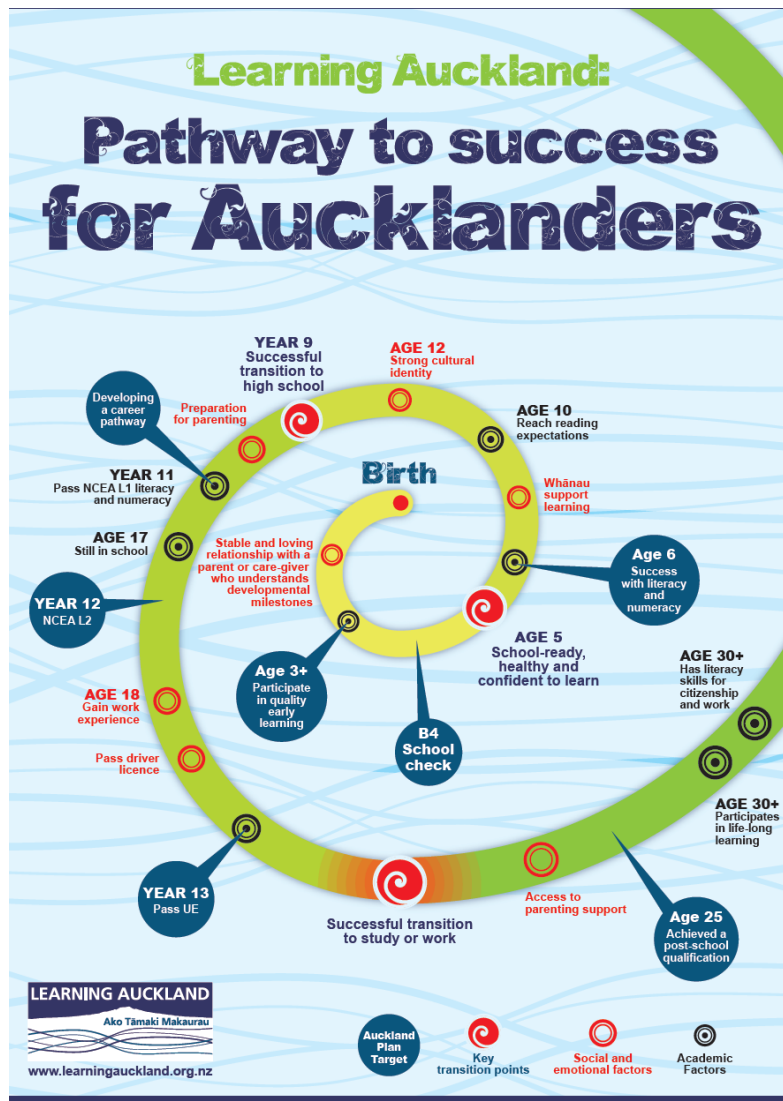 Learning Auckland:
Pathway to success
for Aucklanders
Birth
Stable and loving
relationship with a
parent or care-giver
who understands
developmental
milestones
Age 3+
Participate
in quality
early
learning
B4
School
check
AGE 5
School-ready,
healthy and
confident to learn
Age 6
Success
with literacy
and
numeracy
Whānau
support
learning
AGE 10
Reach reading
expectations
AGE 12
Strong cultural
identity
YEAR 9
Successful
transition to
high school
Preparation
for parenting
Developing
a career
pathway
YEAR 11
Pass NCEA L1 literacy
and numeracy
AGE 17
Still in school
YEAR 12
NCEA L2
AGE 18
Gain work
experience
Pass driver
licence
YEAR 13
Pass UE
Successful transition
to study or work
Access to
parenting support
Age 25
Achieved a
post-school
qualification
AGE 30+
Participates
in life-long
learning
AGE 30+
Has literacy
skills for
citizenship
and work
LEARNING AUCKLAND
Ako Tāmaki Makaurau
www.learningauckland.org.nz
Auckland
Plan
Target
Key
transition points
Social and
emotional factors
Academic
Factors